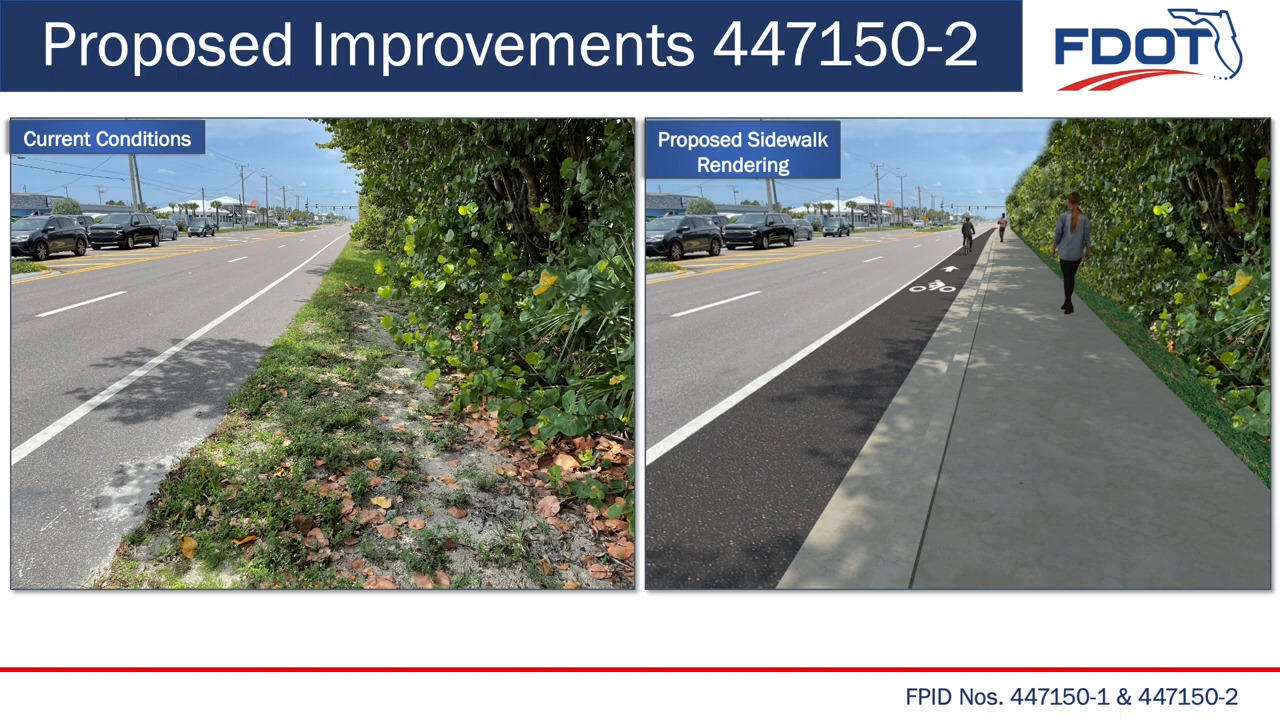 Proposed Improvements 447150-2
FDOT
Current Conditions
Proposed Sidewalk
Rendering
FPID Nos. 447150-1 & 447150-2